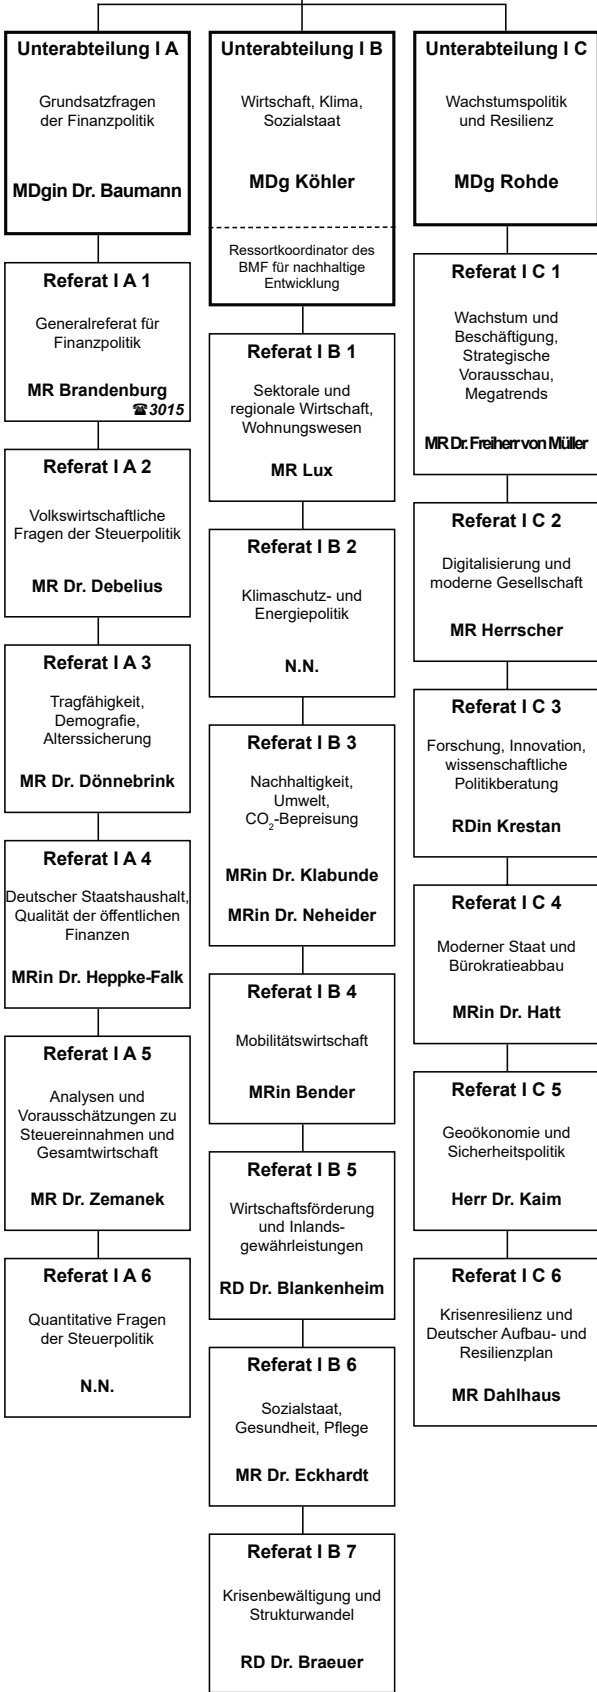 Unterabteilung I A
Grundsatzfragen
der Finanzpolitik
MDgin Dr. Baumann
Referat I A 1
Generalreferat für
Finanzpolitik
MR Brandenburg
☎3015
Referat I A 2
Volkswirtschaftliche
Fragen der Steuerpolitik
MR Dr. Debelius
Referat I A 3
Tragfähigkeit,
Demografie,
Alterssicherung
MR Dr. Dönnebrink
Referat I A 4
Deutscher Staatshaushalt,
Qualität der öffentlichen
Finanzen
MRin Dr. Heppke-Falk
Referat I A 5
Analysen und
Vorausschätzungen zu
Steuereinnahmen und
Gesamtwirtschaft
MR Dr. Zemanek
Referat I A 6
Quantitative Fragen
der Steuerpolitik
N.N.
Unterabteilung I B
Wirtschaft, Klima,
Sozialstaat
MDg Köhler
Ressortkoordinator des
BMF für nachhaltige
Entwicklung
Referat I B 1
Sektorale und
regionale Wirtschaft,
Wohnungswesen
MR Lux
Referat I B 2
Klimaschutz- und
Energiepolitik
N.N.
Referat I B 3
Nachhaltigkeit,
Umwelt,
CO₂-Bepreisung
MRin Dr. Klabunde
MRin Dr. Neheider
Referat I B 4
Mobilitätswirtschaft
MRin Bender
Referat I B 5
Wirtschaftsförderung
und Inlands-
gewährleistungen
RD Dr. Blankenheim
Referat I B 6
Sozialstaat,
Gesundheit, Pflege
MR Dr. Eckhardt
Referat I B 7
Krisenbewältigung und
Strukturwandel
RD Dr. Braeuer
Unterabteilung I C
Wachstumspolitik
und Resilienz
MDg Rohde
Referat I C 1
Wachstum und
Beschäftigung,
Strategische
Vorausschau,
Megatrends
MR Dr. Freiherr von Müller
Referat I C 2
Digitalisierung und
moderne Gesellschaft
MR Herrscher
Referat I C 3
Forschung, Innovation,
wissenschaftliche
Politikberatung
RDin Krestan
Referat I C 4
Moderner Staat und
Bürokratieabbau
MRin Dr. Hatt
Referat I C 5
Geoökonomie und
Sicherheitspolitik
Herr Dr. Kaim
Referat I C 6
Krisenresilienz und
Deutscher Aufbau- und
Resilienzplan
MR Dahlhaus